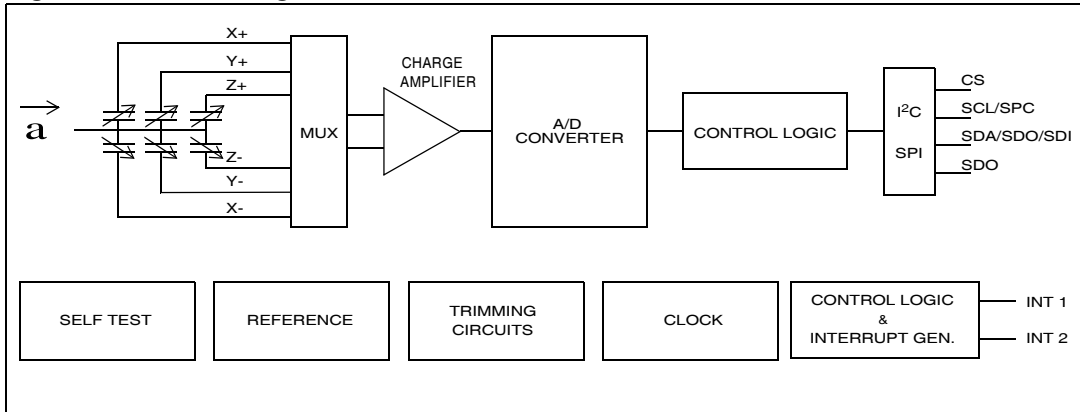 X+
Y+
Z+
a
Z-
Y-
X-
MUX
CHARGE
AMPLIFIER
A/D
CONVERTER
CONTROL LOGIC
I²C
SPI
CS
SCL/SPC
SDA/SDO/SDI
SDO
SELF TEST
REFERENCE
TRIMMING
CIRCUITS
CLOCK
CONTROL LOGIC
&
INTERRUPT GEN.
INT 1
INT 2